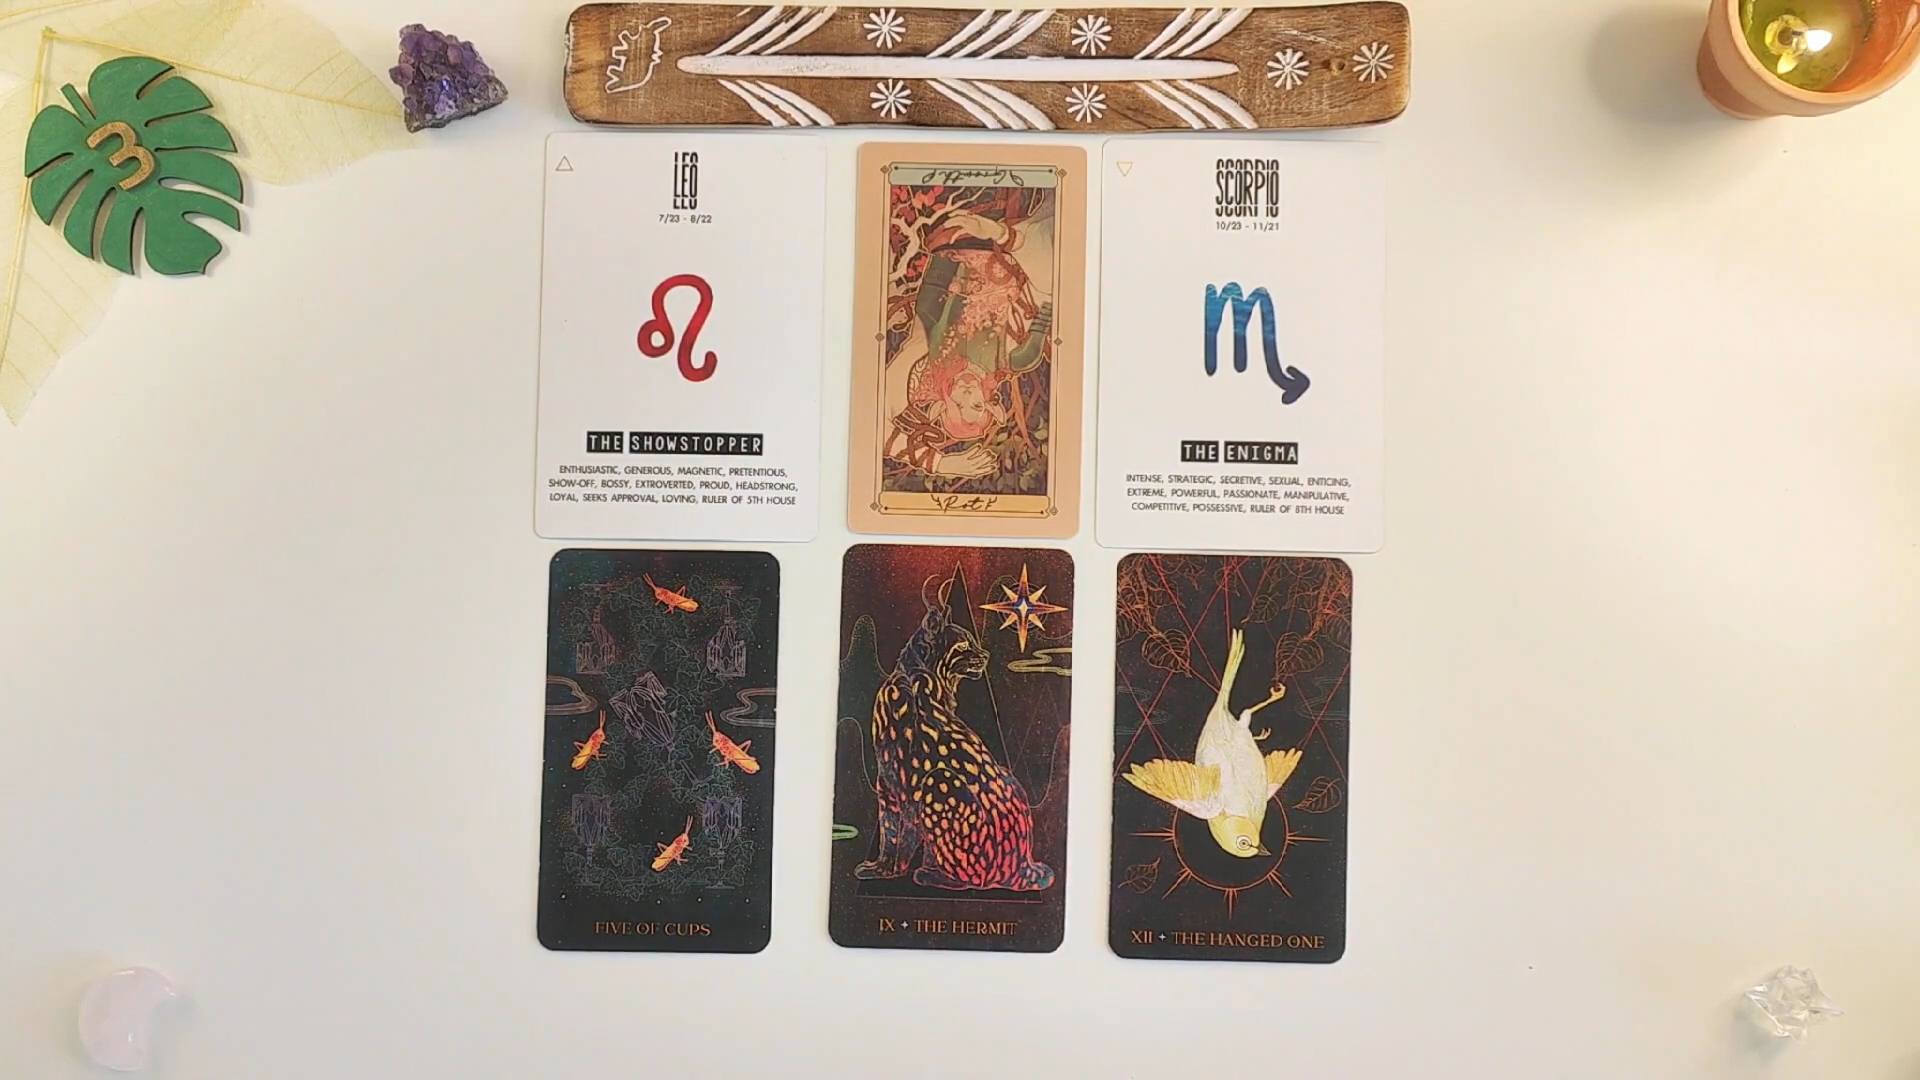 3
LEO
7/23 - 8/22
THE SHOWSTOPPER
ENTHUSIASTIC, GENEROUS, MAGNETIC, PRETENTIOUS,
SHOW-OFF, BOSSY, EXTROVERTED, PROUD, HEADSTRONG,
LOYAL, SEEKS APPROVAL, LOVING, RULER OF 5TH HOUSE
Growth
Rot
SCORPIO
10/23 - 11/21
THE ENIGMA
INTENSE, STRATEGIC, SECRETIVE, SEXUAL, ENTICING,
EXTREME, POWERFUL, PASSIONATE, MANIPULATIVE,
COMPETITIVE, POSSESSIVE, RULER OF 8TH HOUSE
FIVE OF CUPS
IX ✦ THE HERMIT
XII ✦ THE HANGED ONE